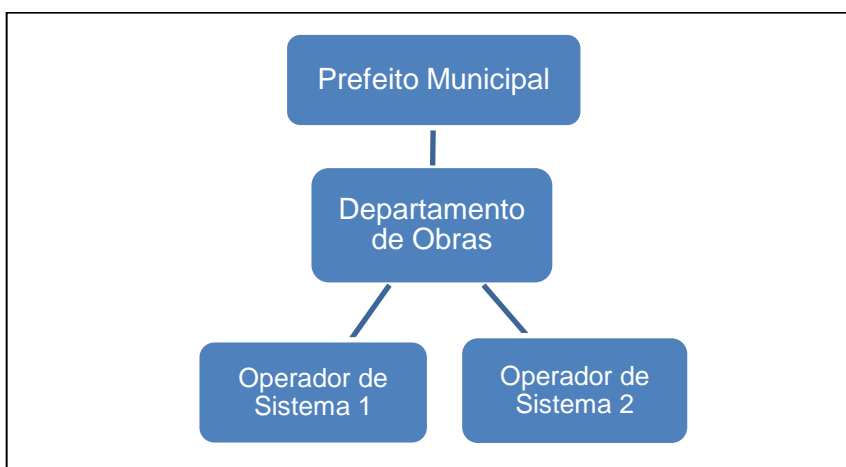 Prefeito Municipal
Departamento
de Obras
Operador de
Sistema 1
Operador de
Sistema 2